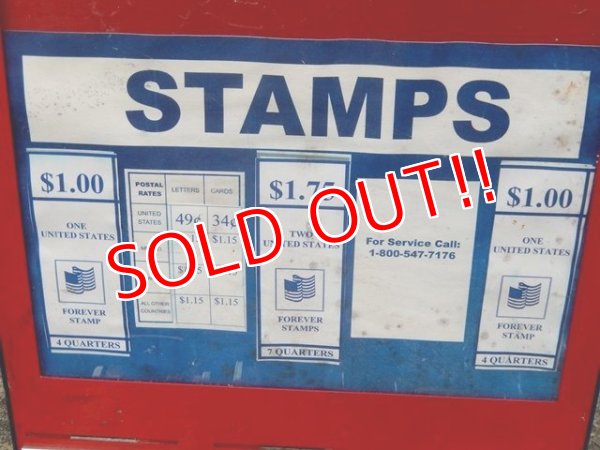 STAMPS
$1.00
ONE
UNITED STATES
FOREVER
STAMP
4 QUARTERS
POSTAL RATES LETTERS CARDS
UNITED STATES 49¢ 34¢
$1.15
ALL OTHER COUNTRIES $1.15 $1.15
$1.75
TWO
UNITED STATES
FOREVER
STAMPS
7 QUARTERS
For Service Call:
1-800-547-7176
$1.00
ONE
UNITED STATES
FOREVER
STAMP
4 QUARTERS
SOLD OUT!!